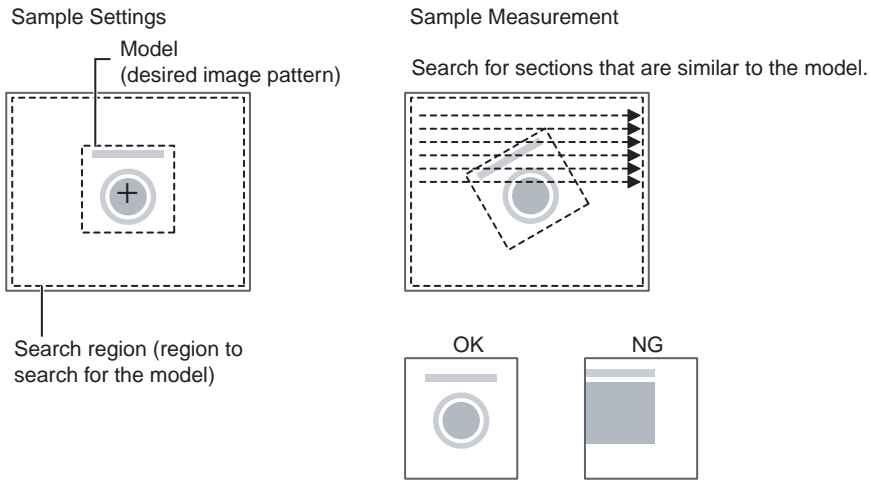 Sample Settings
Model
(desired image pattern)
Search region (region to
search for the model)
Sample Measurement
Search for sections that are similar to the model.
OK
NG